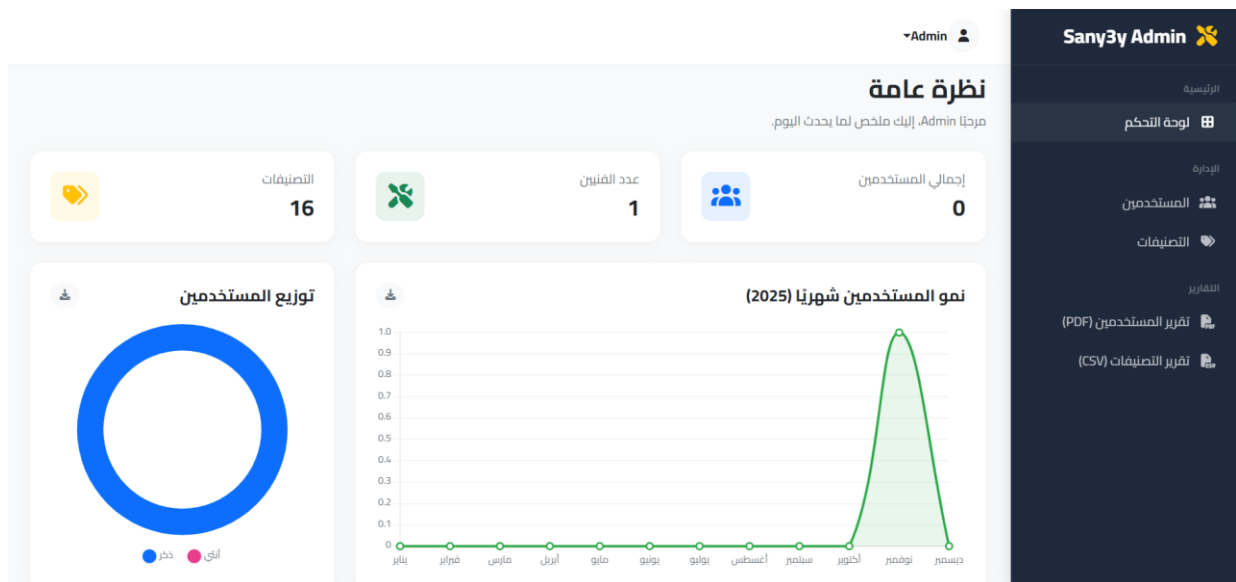 Sany3y Admin
الرئيسية
لوحة التحكم
الإدارة
المستخدمين
التصنيفات
التقارير
تقرير المستخدمين (PDF)
تقرير التصنيفات (CSV)
Admin
نظرة عامة
مرحبًا Admin، إليك ملخص لما يحدث اليوم.
إجمالي المستخدمين
0
عدد الفنيين
1
التصنيفات
16
نمو المستخدمين شهريًا (2025)
1.0
0.9
0.8
0.7
0.6
0.5
0.4
0.3
0.2
0.1
0
يناير فبراير مارس أبريل مايو يونيو يوليو أغسطس سبتمبر أكتوبر نوفمبر ديسمبر
توزيع المستخدمين
ذكر أنثى